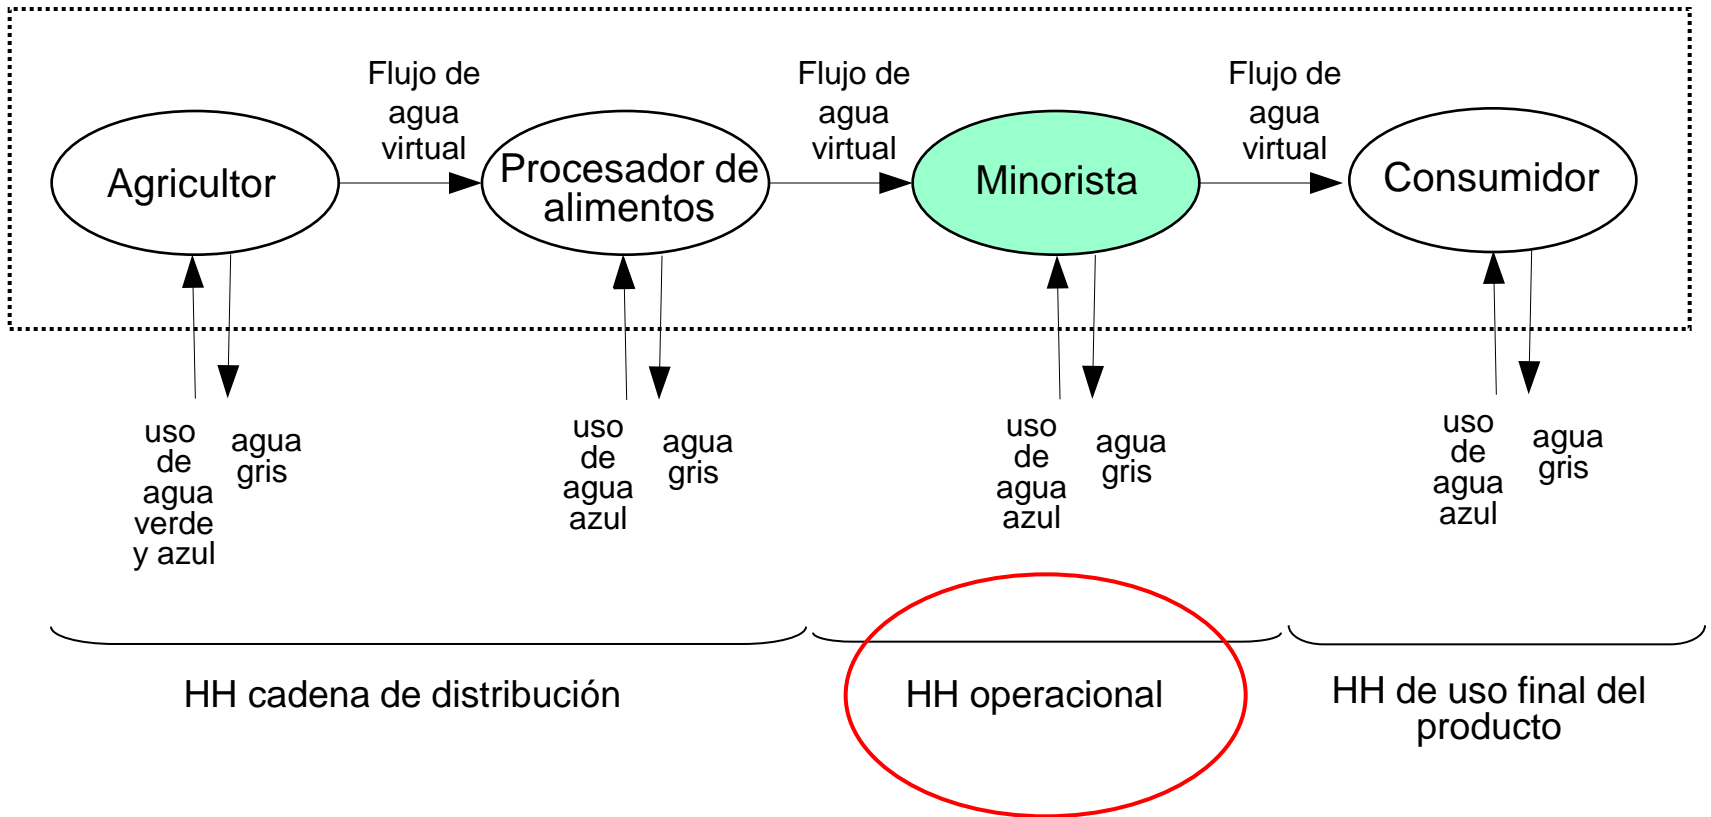 Flujo de
agua
virtual
Flujo de
agua
virtual
Flujo de
agua
virtual
Agricultor
Procesador de
alimentos
Minorista
Consumidor
uso
de
agua
verde
y azul
agua
gris
uso
de
agua
azul
agua
gris
uso
de
agua
azul
agua
gris
uso
de
agua
azul
agua
gris
HH cadena de distribución
HH operacional
HH de uso final del
producto